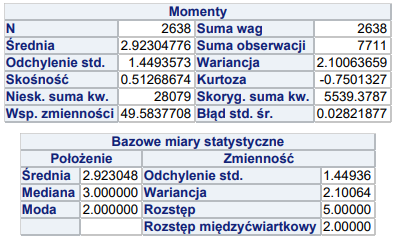 Momenty
N 2638 Suma wag 2638
Średnia 2.92304776 Suma obserwacji 7711
Odchylenie std. 1.4493573 Wariancja 2.10063659
Skośność 0.51268674 Kurtoza -0.7501327
Niesk. suma kw. 28079 Skoryg. suma kw. 5539.3787
Wsp. zmienności 49.5837708 Błąd std. śr. 0.02821877
Bazowe miary statystyczne
Położenie Zmienność
Średnia 2.923048 Odchylenie std. 1.44936
Mediana 3.000000 Wariancja 2.10064
Moda 2.000000 Rozstęp 5.00000
Rozstęp międzyćwiartkowy 2.00000